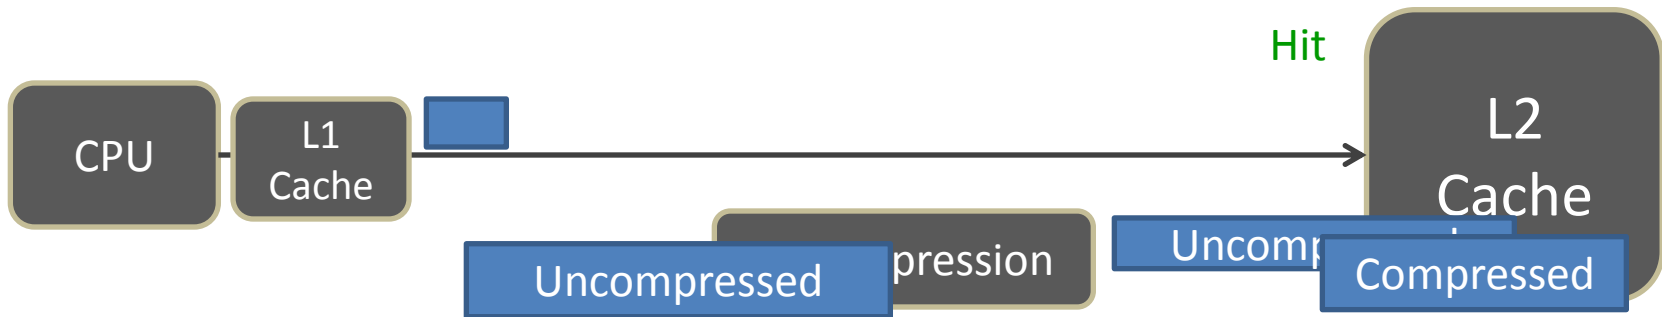 Hit
CPU
L1
Cache
L2
Cache
Uncompressed
pression
Uncomp
Compressed